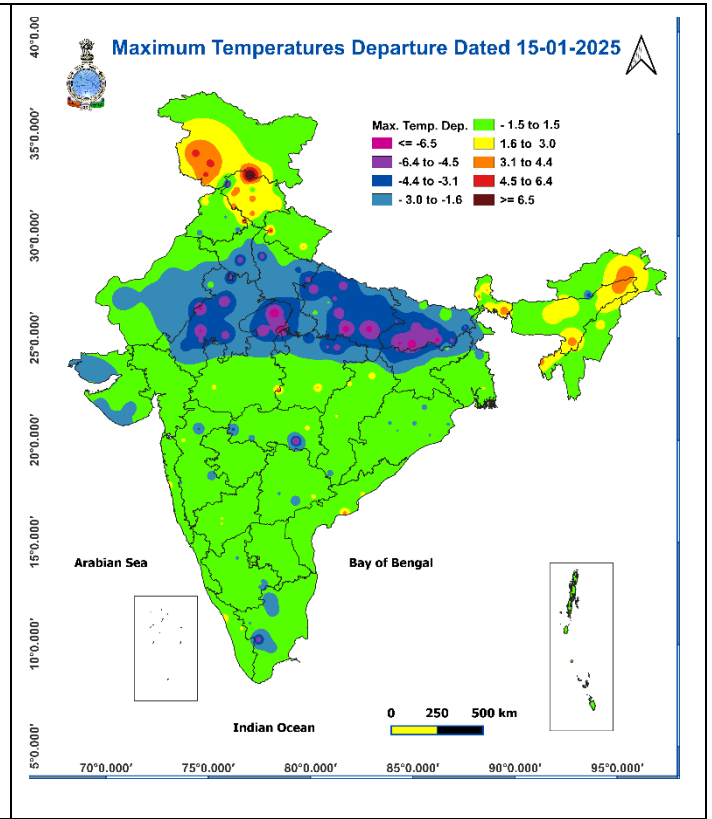 Maximum Temperatures Departure Dated 15-01-2025
Max. Temp. Dep.
<= -6.5
-6.4 to -4.5
-4.4 to -3.1
- 3.0 to -1.6
- 1.5 to 1.5
1.6 to 3.0
3.1 to 4.4
4.5 to 6.4
>= 6.5
40°0.00
35°0.000'
30°0.000'
25°0.000'
20°0.000'
15°0.000'
10°0.000'
5°0.000'
Arabian Sea
Bay of Bengal
Indian Ocean
0 250 500 km
70°0.000' 75°0.000' 80°0.000' 85°0.000' 90°0.000' 95°0.000'